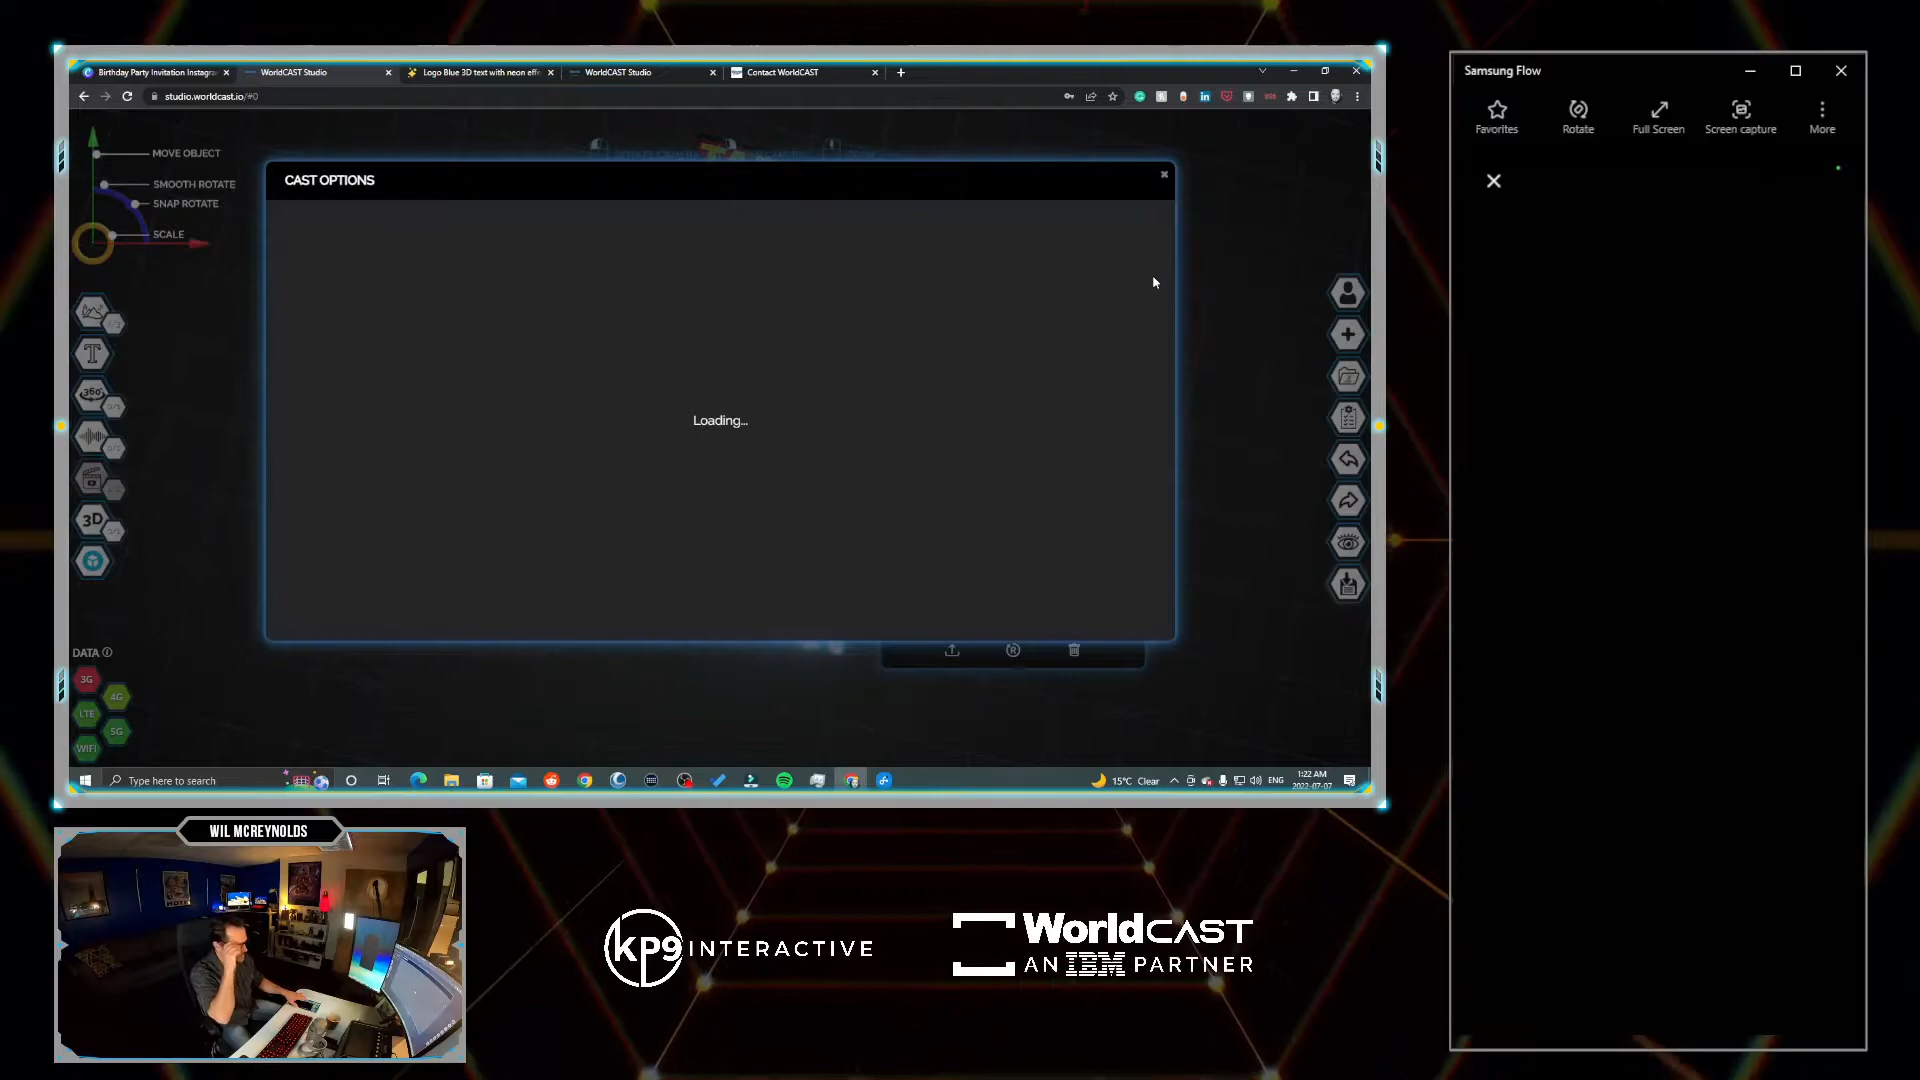 Birthday Party Invitation Instagra
WorldCAST Studio
Logo Blue 3D text with neon effe
WorldCAST Studio
Contact WorldCAST
studio.worldcast.io/#0
MOVE OBJECT
SMOOTH ROTATE
SNAP ROTATE
SCALE
CAST OPTIONS
Loading...
T
360°
3D
DATA
3G
4G
LTE
5G
WIFI
Type here to search
15°C Clear
ENG
1:22 AM
2022-07-07
Samsung Flow
Favorites
Rotate
Full Screen
Screen capture
More
WIL MCREYNOLDS
kp9 INTERACTIVE
WorldCAST
AN IBM PARTNER